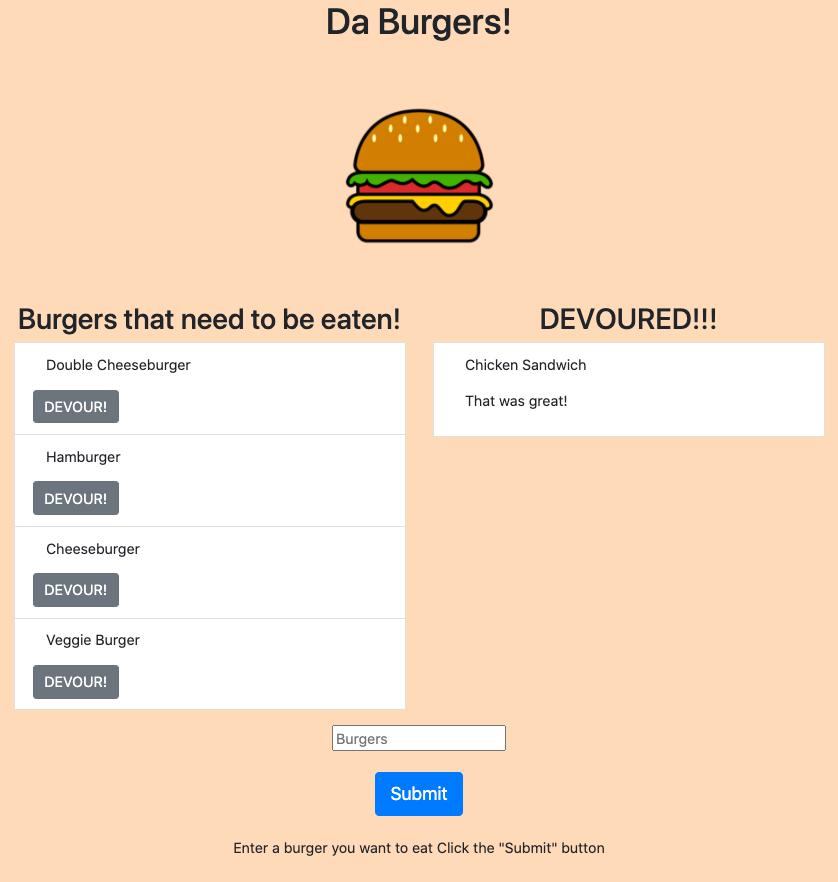 Da Burgers!
Burgers that need to be eaten!
Double Cheeseburger
DEVOUR!
Hamburger
DEVOUR!
Cheeseburger
DEVOUR!
Veggie Burger
DEVOUR!
DEVOURED!!!
Chicken Sandwich
That was great!
Burgers
Submit
Enter a burger you want to eat Click the "Submit" button